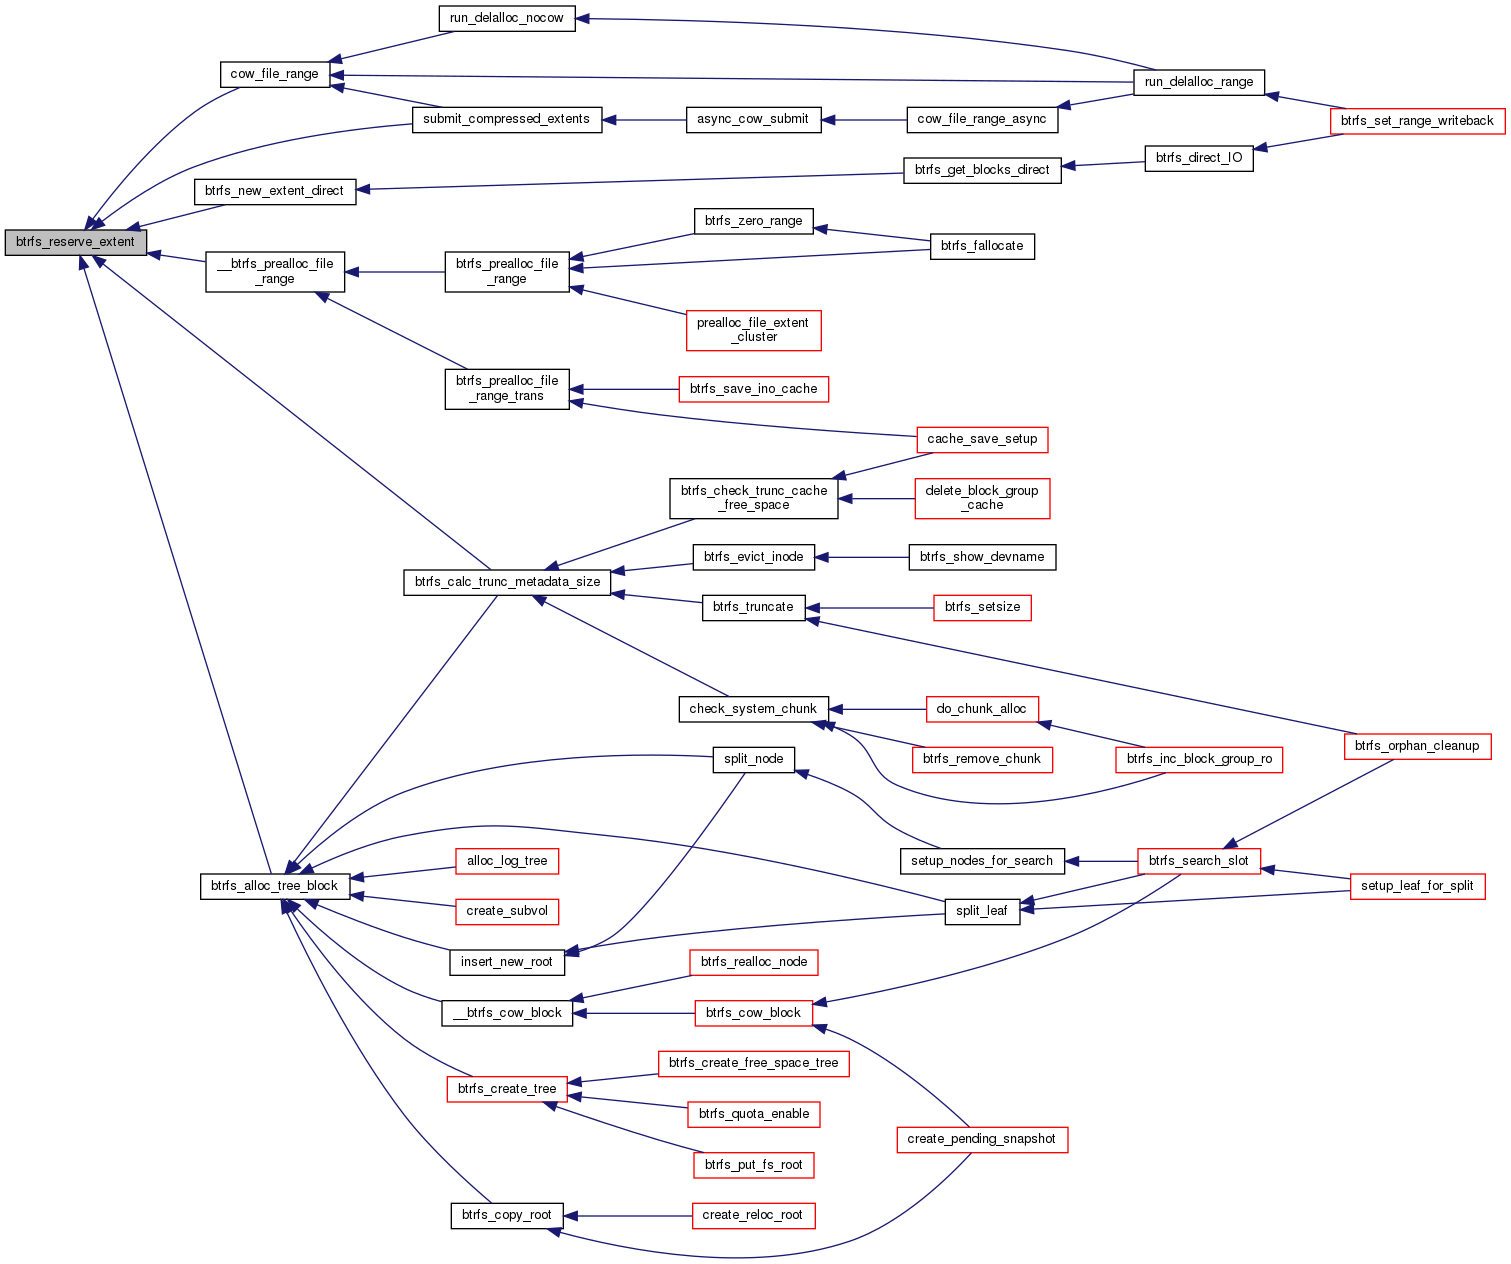 run_delalloc_nocow
cow_file_range
run_delalloc_range
submit_compressed_extents
async_cow_submit
cow_file_range_async
btrfs_set_range_writeback
btrfs_direct_IO
btrfs_get_blocks_direct
btrfs_new_extent_direct
btrfs_zero_range
btrfs_reserve_extent
btrfs_fallocate
__btrfs_prealloc_file
_range
btrfs_prealloc_file
_range
prealloc_file_extent
_cluster
btrfs_prealloc_file
_range_trans
btrfs_save_ino_cache
cache_save_setup
btrfs_check_trunc_cache
_free_space
delete_block_group
_cache
btrfs_evict_inode
btrfs_show_devname
btrfs_calc_trunc_metadata_size
btrfs_truncate
btrfs_setsize
check_system_chunk
do_chunk_alloc
btrfs_orphan_cleanup
split_node
btrfs_remove_chunk
btrfs_inc_block_group_ro
alloc_log_tree
setup_nodes_for_search
btrfs_search_slot
btrfs_alloc_tree_block
setup_leaf_for_split
create_subvol
split_leaf
insert_new_root
btrfs_realloc_node
__btrfs_cow_block
btrfs_cow_block
btrfs_create_free_space_tree
btrfs_create_tree
btrfs_quota_enable
create_pending_snapshot
btrfs_put_fs_root
btrfs_copy_root
create_reloc_root